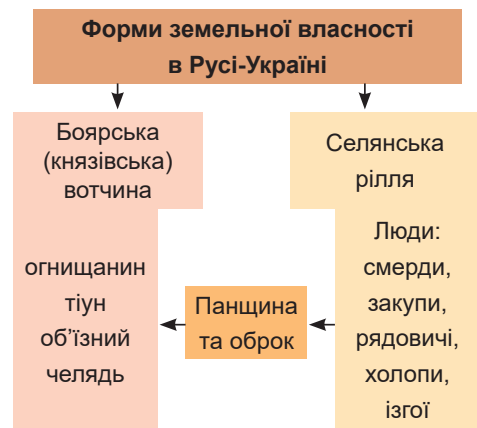 Форми земельної власності
в Русі-Україні
Боярська
(князівська)
вотчина
огнищанин
тіун
об’їзний
челядь
Панщина
та оброк
Селянська
рілля
Люди:
смерди,
закупи,
рядовичі,
холопи,
ізгої